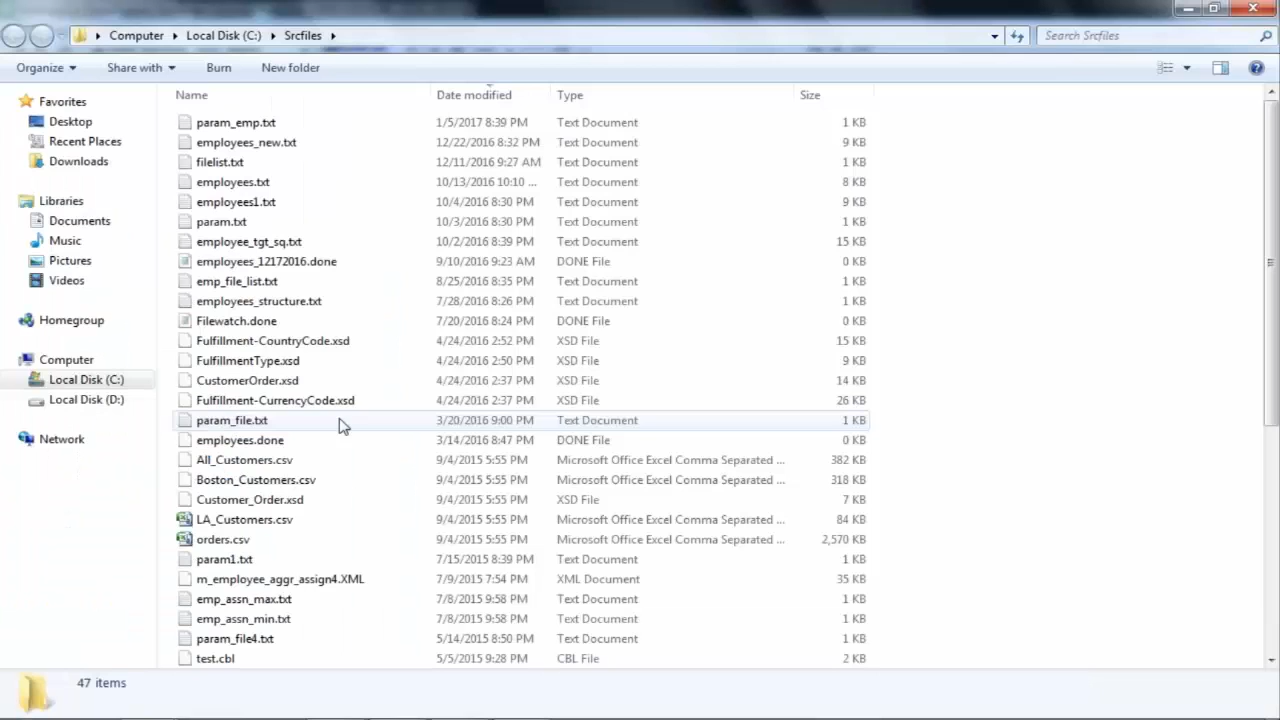 Computer Local Disk (C:) Srcfiles Search Srcfiles
Organize Share with Burn New folder
Favorites
Desktop
Recent Places
Downloads
Libraries
Documents
Music
Pictures
Videos
Homegroup
Computer
Local Disk (C:)
Local Disk (D:)
Network
Name Date modified Type Size
param_emp.txt 1/5/2017 8:39 PM Text Document 1 KB
employees_new.txt 12/22/2016 8:32 PM Text Document 9 KB
filelist.txt 12/11/2016 9:27 AM Text Document 1 KB
employees.txt 10/13/2016 10:10 ... Text Document 8 KB
employees1.txt 10/4/2016 8:30 PM Text Document 9 KB
param.txt 10/3/2016 8:30 PM Text Document 1 KB
employee_tgt_sq.txt 10/2/2016 8:39 PM Text Document 15 KB
employees_12172016.done 9/10/2016 9:23 AM DONE File 0 KB
emp_file_list.txt 8/25/2016 8:35 PM Text Document 1 KB
employees_structure.txt 7/28/2016 8:26 PM Text Document 1 KB
Filewatch.done 7/20/2016 8:24 PM DONE File 0 KB
Fulfillment-CountryCode.xsd 4/24/2016 2:52 PM XSD File 15 KB
FulfillmentType.xsd 4/24/2016 2:50 PM XSD File 9 KB
CustomerOrder.xsd 4/24/2016 2:37 PM XSD File 14 KB
Fulfillment-CurrencyCode.xsd 4/24/2016 2:37 PM XSD File 26 KB
param_file.txt 3/20/2016 9:00 PM Text Document 1 KB
employees.done 3/14/2016 8:47 PM DONE File 0 KB
All_Customers.csv 9/4/2015 5:55 PM Microsoft Office Excel Comma Separated ... 382 KB
Boston_Customers.csv 9/4/2015 5:55 PM Microsoft Office Excel Comma Separated ... 318 KB
Customer_Order.xsd 9/4/2015 5:55 PM XSD File 7 KB
LA_Customers.csv 9/4/2015 5:55 PM Microsoft Office Excel Comma Separated ... 84 KB
orders.csv 9/4/2015 5:55 PM Microsoft Office Excel Comma Separated ... 2,570 KB
param1.txt 7/15/2015 8:39 PM Text Document 1 KB
m_employee_aggr_assign4.XML 7/9/2015 7:54 PM XML Document 35 KB
emp_assn_max.txt 7/8/2015 9:58 PM Text Document 1 KB
emp_assn_min.txt 7/8/2015 9:58 PM Text Document 1 KB
param_file4.txt 5/14/2015 8:50 PM Text Document 1 KB
test.cbl 5/5/2015 9:28 PM CBL File 2 KB
47 items